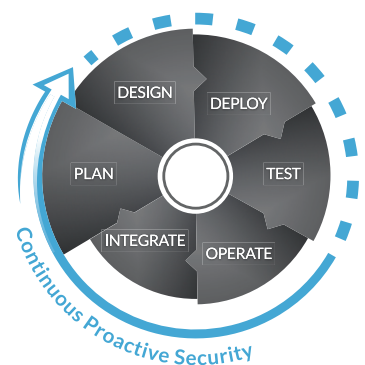 DESIGN
DEPLOY
PLAN
TEST
INTEGRATE
OPERATE
Continuous Proactive Security